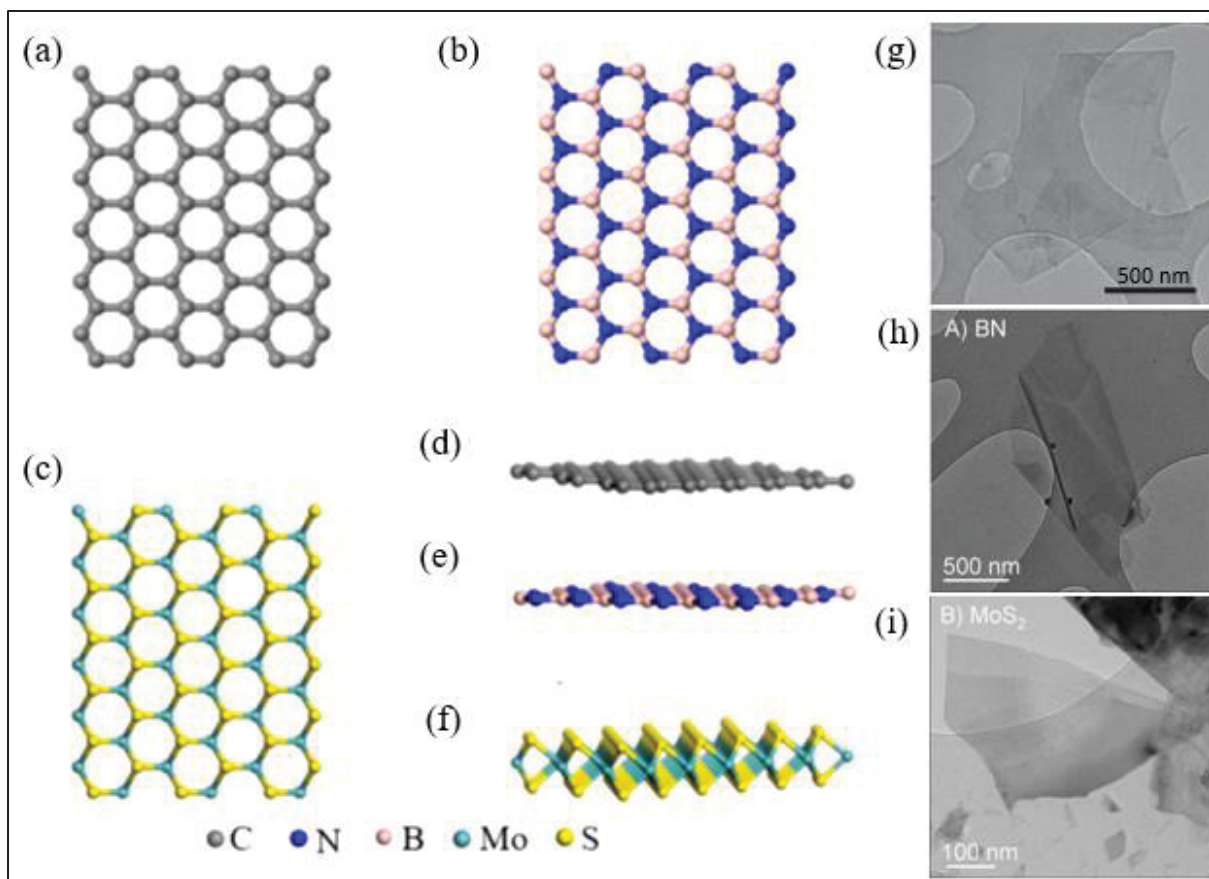 (a)
(b)
(g)
500 nm
(h)
A) BN
500 nm
(c)
(d)
(e)
(f)
(i)
B) MoS₂
100 nm
C N B Mo S